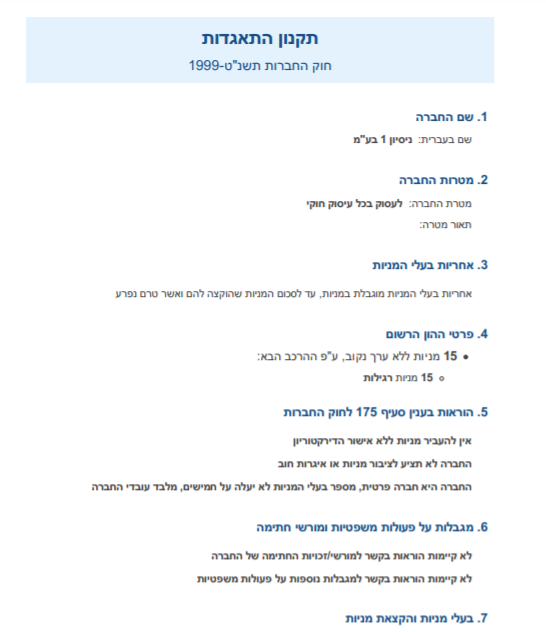 תקנון התאגדות
חוק החברות תשנ"ט-1999
1. שם החברה
שם בעברית: ניסיון 1 בע"מ
2. מטרות החברה
מטרת החברה: לעסוק בכל עיסוק חוקי
תאור מטרה:
3. אחריות בעלי המניות
אחריות בעלי המניות מוגבלת במניות, עד לסכום המניות שהוקצה להם ואשר טרם נפרע
4. פרטי ההון הרשום
● 15 מניות ללא ערך נקוב, ע"פ ההרכב הבא:
○ 15 מניות רגילות
5. הוראות בענין סעיף 175 לחוק החברות
אין להעביר מניות ללא אישור הדירקטוריון
החברה לא תציע לציבור מניות או איגרות חוב
החברה היא חברה פרטית, מספר בעלי המניות לא יעלה על חמישים, מלבד עובדי החברה
6. מגבלות על פעולות משפטיות ומורשי חתימה
לא קיימות הוראות בקשר למורשי/זכויות החתימה של החברה
לא קיימות הוראות בקשר למגבלות נוספות על פעולות משפטיות
7. בעלי מניות והקצאת מניות